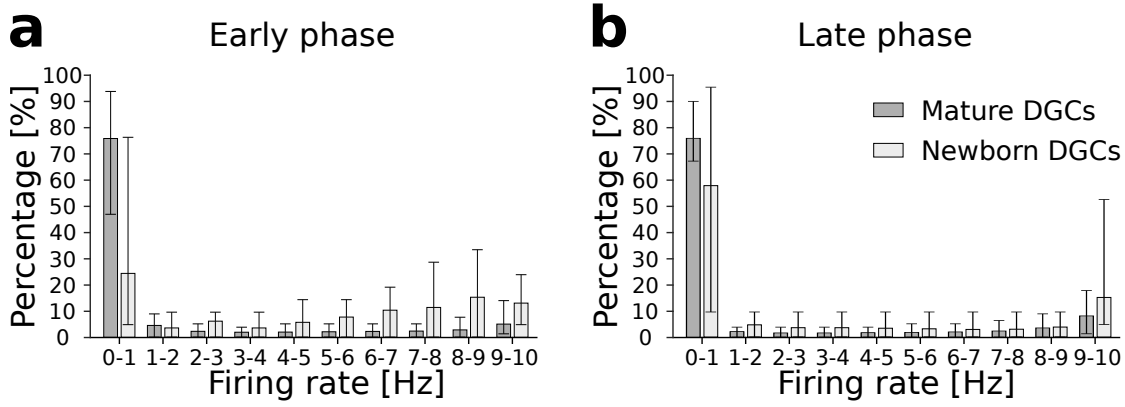 a
Early phase
Percentage [%]
100
90
80
70
60
50
40
30
20
10
0
0-1 1-2 2-3 3-4 4-5 5-6 6-7 7-8 8-9 9-10
Firing rate [Hz]
b
Late phase
Percentage [%]
100
90
80
70
60
50
40
30
20
10
0
Mature DGCs
Newborn DGCs
0-1 1-2 2-3 3-4 4-5 5-6 6-7 7-8 8-9 9-10
Firing rate [Hz]